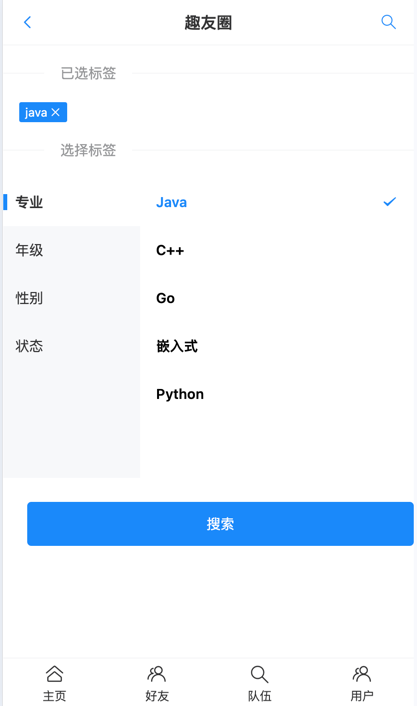 趣友圈
已选标签
java
选择标签
专业
Java
年级
C++
性别
Go
状态
嵌入式
Python
搜索
主页
好友
队伍
用户